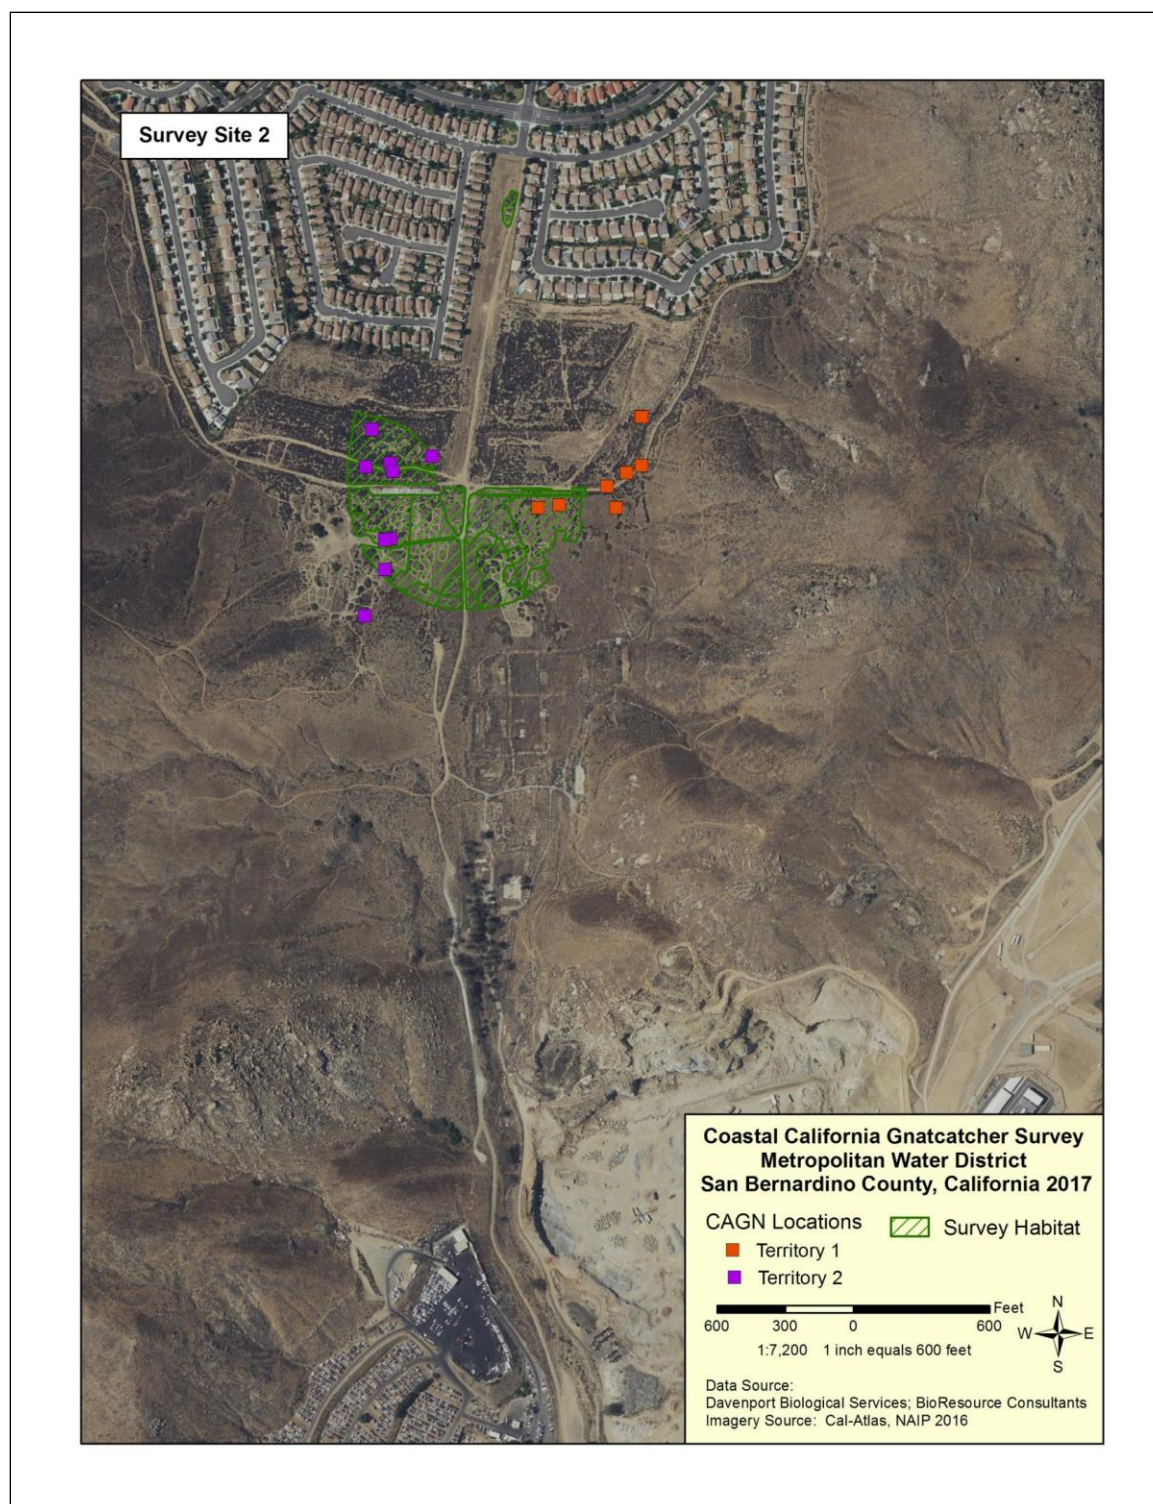 Survey Site 2
Coastal California Gnatcatcher Survey
Metropolitan Water District
San Bernardino County, California 2017
CAGN Locations
Survey Habitat
Territory 1
Territory 2
Feet
600 300 0 600
1:7,200 1 inch equals 600 feet
N
W E
S
Data Source:
Davenport Biological Services; BioResource Consultants
Imagery Source: Cal-Atlas, NAIP 2016